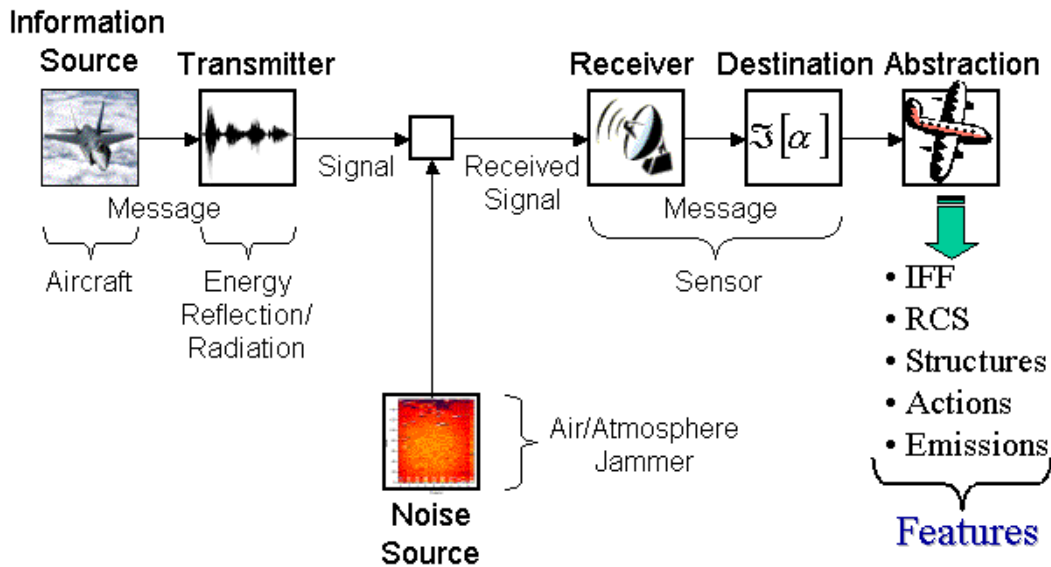 Information
Source
Transmitter
Receiver
Destination
Abstraction
ℑ[α]
Signal
Received
Signal
Message
Message
Aircraft
Energy
Reflection/
Radiation
Sensor
• IFF
• RCS
• Structures
• Actions
• Emissions
Air/Atmosphere
Jammer
Noise
Source
Features